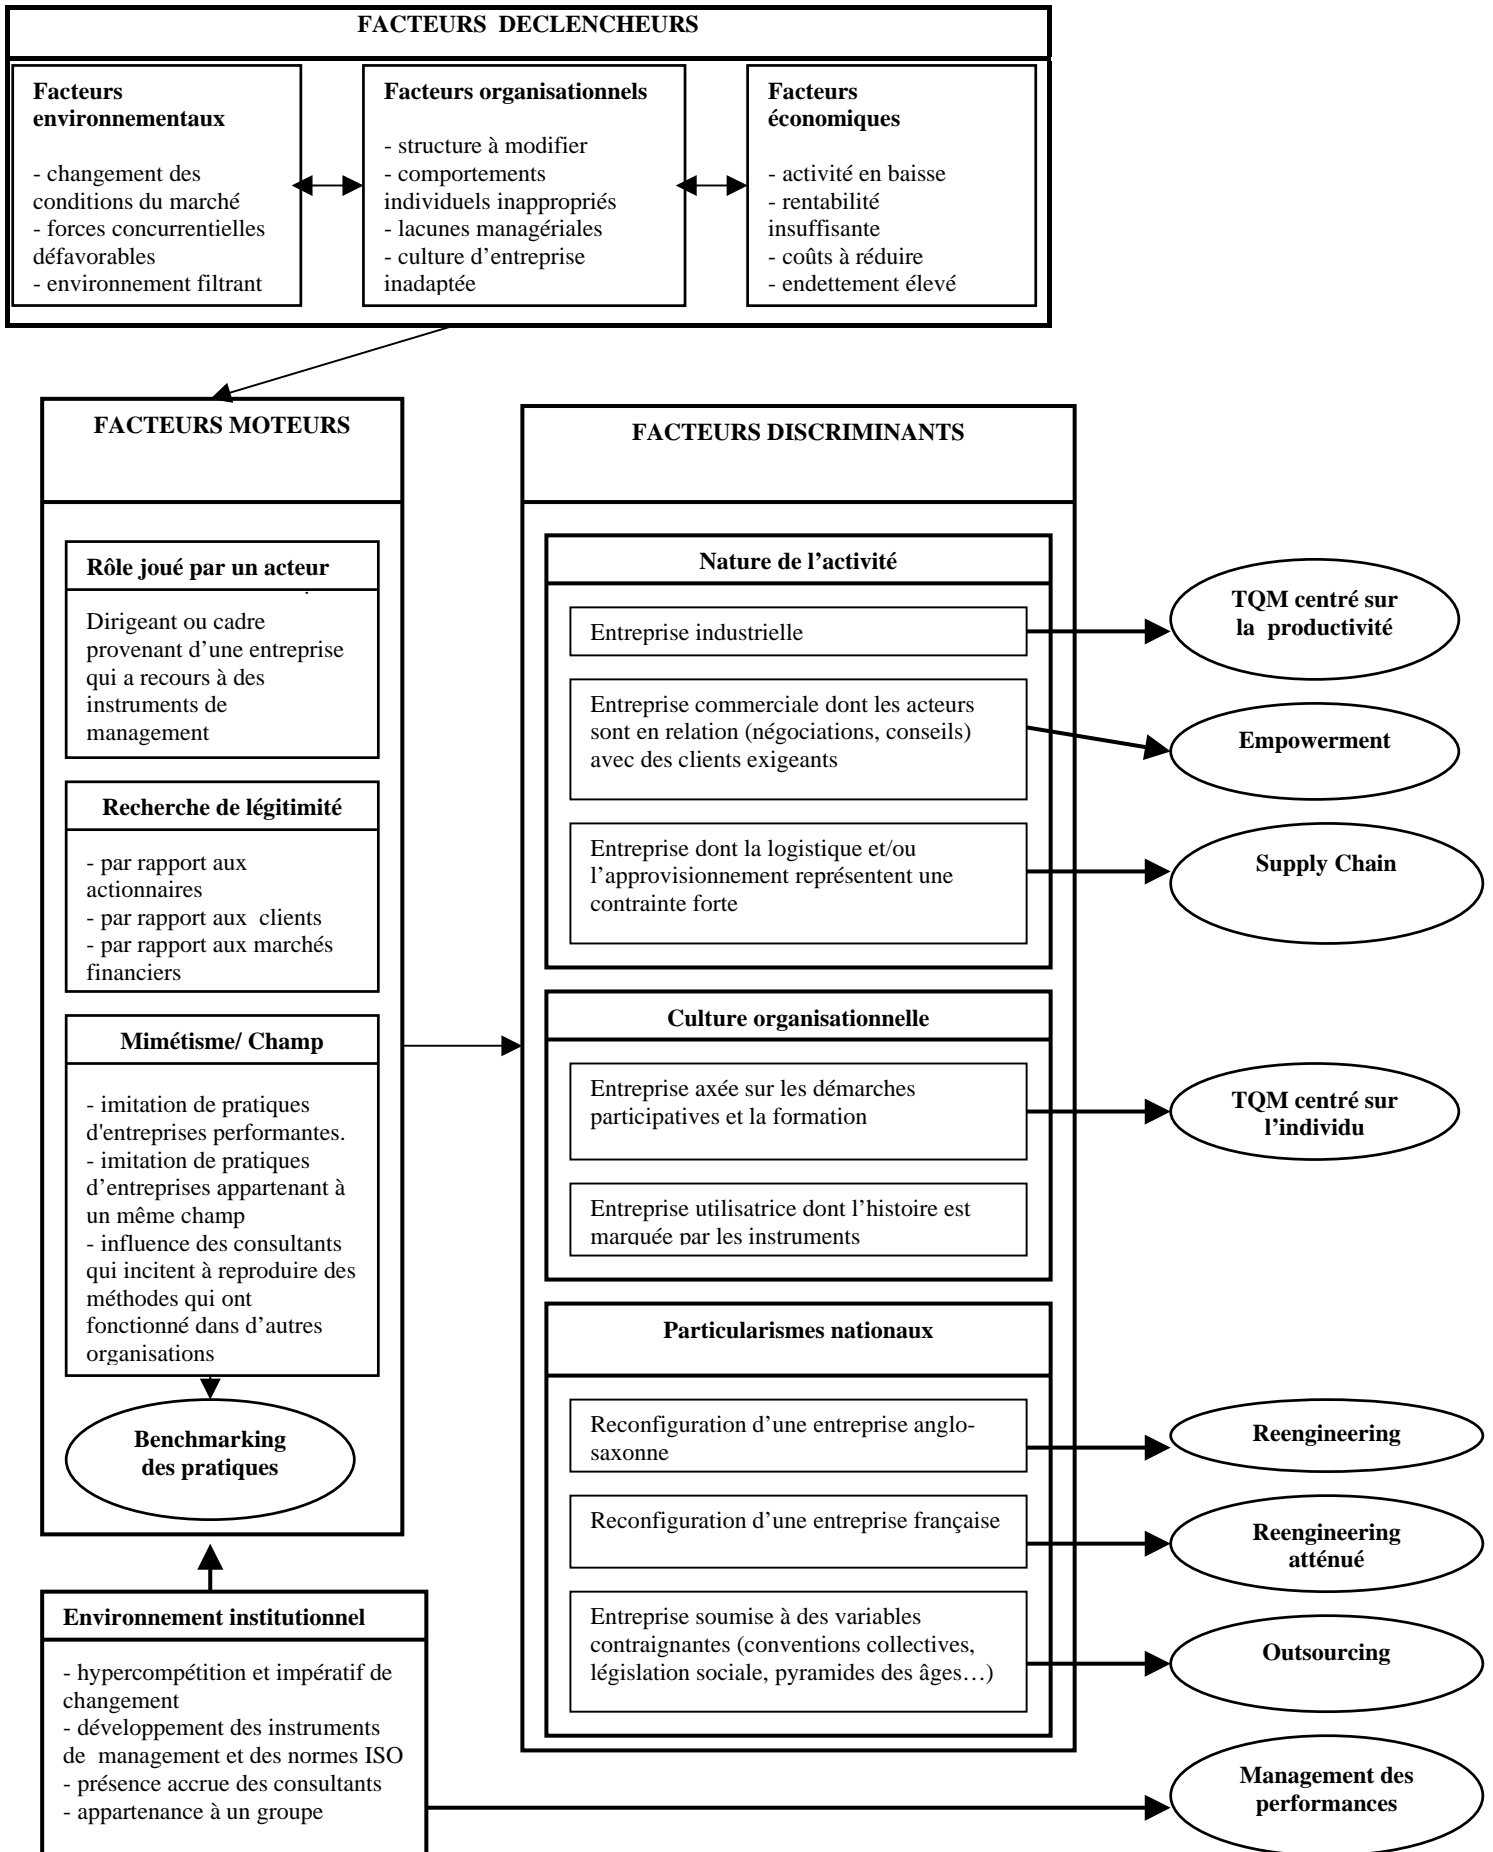 FACTEURS DECLENCHEURS
Facteurs
environnementaux
- changement des
conditions du marché
- forces concurrentielles
défavorables
- environnement filtrant
Facteurs organisationnels
- structure à modifier
- comportements
individuels inappropriés
- lacunes managériales
- culture d’entreprise
inadaptée
Facteurs
économiques
- activité en baisse
- rentabilité
insuffisante
- coûts à réduire
- endettement élevé
FACTEURS MOTEURS
Rôle joué par un acteur
Dirigeant ou cadre
provenant d’une entreprise
qui a recours à des
instruments de
management
Recherche de légitimité
- par rapport aux
actionnaires
- par rapport aux clients
- par rapport aux marchés
financiers
Mimétisme/ Champ
- imitation de pratiques
d'entreprises performantes.
- imitation de pratiques
d’entreprises appartenant à
un même champ
- influence des consultants
qui incitent à reproduire des
méthodes qui ont
fonctionné dans d’autres
organisations
Benchmarking
des pratiques
Environnement institutionnel
- hypercompétition et impératif de
changement
- développement des instruments
de management et des normes ISO
- présence accrue des consultants
- appartenance à un groupe
FACTEURS DISCRIMINANTS
Nature de l’activité
Entreprise industrielle
Entreprise commerciale dont les acteurs
sont en relation (négociations, conseils)
avec des clients exigeants
Entreprise dont la logistique et/ou
l’approvisionnement représentent une
contrainte forte
Culture organisationnelle
Entreprise axée sur les démarches
participatives et la formation
Entreprise utilisatrice dont l’histoire est
marquée par les instruments
Particularismes nationaux
Reconfiguration d’une entreprise anglo-
saxonne
Reconfiguration d’une entreprise française
Entreprise soumise à des variables
contraignantes (conventions collectives,
législation sociale, pyramides des âges…)
TQM centré sur
la productivité
Empowerment
Supply Chain
TQM centré sur
l’individu
Reengineering
Reengineering
atténué
Outsourcing
Management des
performances